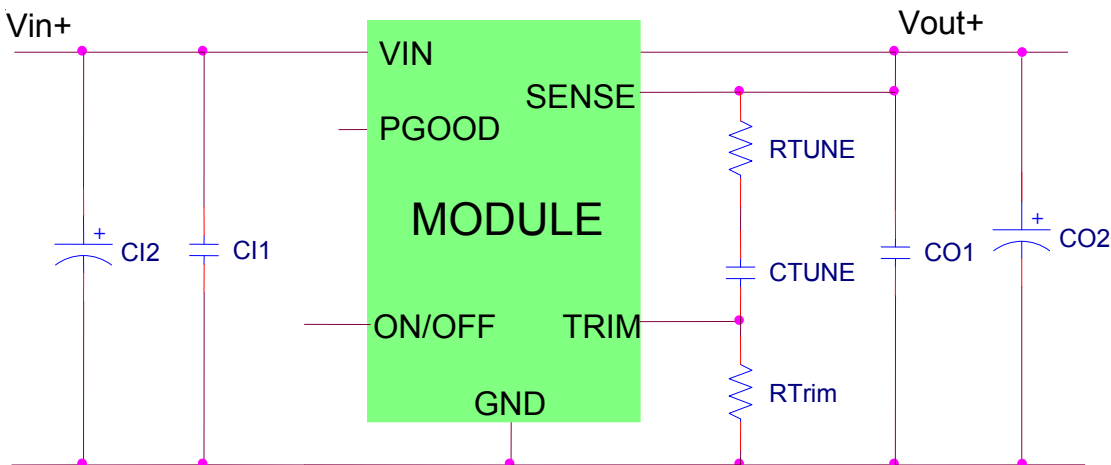 Vin+
Vout+
VIN
SENSE
PGOOD
RTUNE
MODULE
+
CI2
CI1
CTUNE
CO1
+
CO2
ON/OFF
TRIM
RTrim
GND